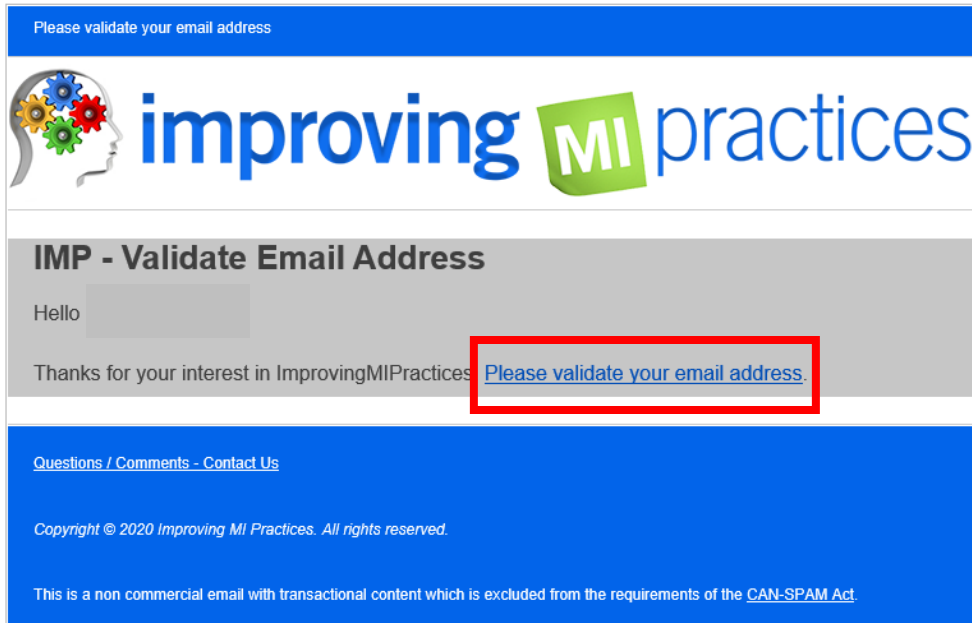 Please validate your email address
improving MI practices
IMP - Validate Email Address
Hello
Thanks for your interest in ImprovingMIPractices Please validate your email address.
Questions / Comments - Contact Us
Copyright © 2020 Improving MI Practices. All rights reserved.
This is a non commercial email with transactional content which is excluded from the requirements of the CAN-SPAM Act.